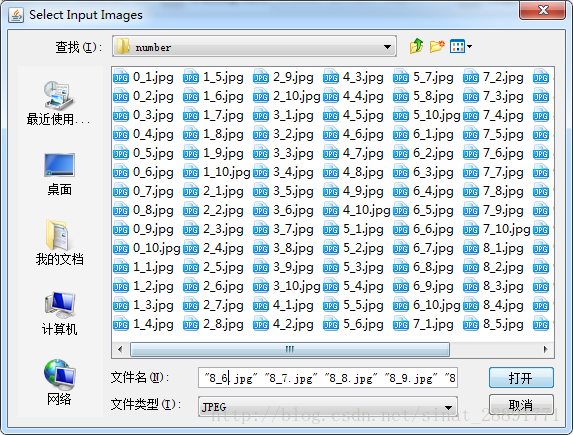 Select Input Images
查找(I): number
最近使用...
桌面
我的文档
计算机
网络
0_1.jpg 1_5.jpg 2_9.jpg 4_3.jpg 5_7.jpg 7_2.jpg
0_2.jpg 1_6.jpg 2_10.jpg 4_4.jpg 5_8.jpg 7_3.jpg
0_3.jpg 1_7.jpg 3_1.jpg 4_5.jpg 5_10.jpg 7_4.jpg
0_4.jpg 1_8.jpg 3_2.jpg 4_6.jpg 6_1.jpg 7_5.jpg
0_5.jpg 1_9.jpg 3_3.jpg 4_7.jpg 6_2.jpg 7_6.jpg
0_6.jpg 1_10.jpg 3_4.jpg 4_8.jpg 6_3.jpg 7_7.jpg
0_7.jpg 2_1.jpg 3_5.jpg 4_9.jpg 6_4.jpg 7_8.jpg
0_8.jpg 2_2.jpg 3_6.jpg 4_10.jpg 6_5.jpg 7_9.jpg
0_9.jpg 2_3.jpg 3_7.jpg 5_1.jpg 6_6.jpg 7_10.jpg
0_10.jpg 2_4.jpg 3_8.jpg 5_2.jpg 6_7.jpg 8_1.jpg
1_1.jpg 2_5.jpg 3_9.jpg 5_3.jpg 6_8.jpg 8_2.jpg
1_2.jpg 2_6.jpg 3_10.jpg 5_4.jpg 6_9.jpg 8_3.jpg
1_3.jpg 2_7.jpg 4_1.jpg 5_5.jpg 6_10.jpg 8_4.jpg
1_4.jpg 2_8.jpg 4_2.jpg 5_6.jpg 7_1.jpg 8_5.jpg
文件名(N): "8_6.jpg" "8_7.jpg" "8_8.jpg" "8_9.jpg" "8 打开
文件类型(T): JPEG 取消